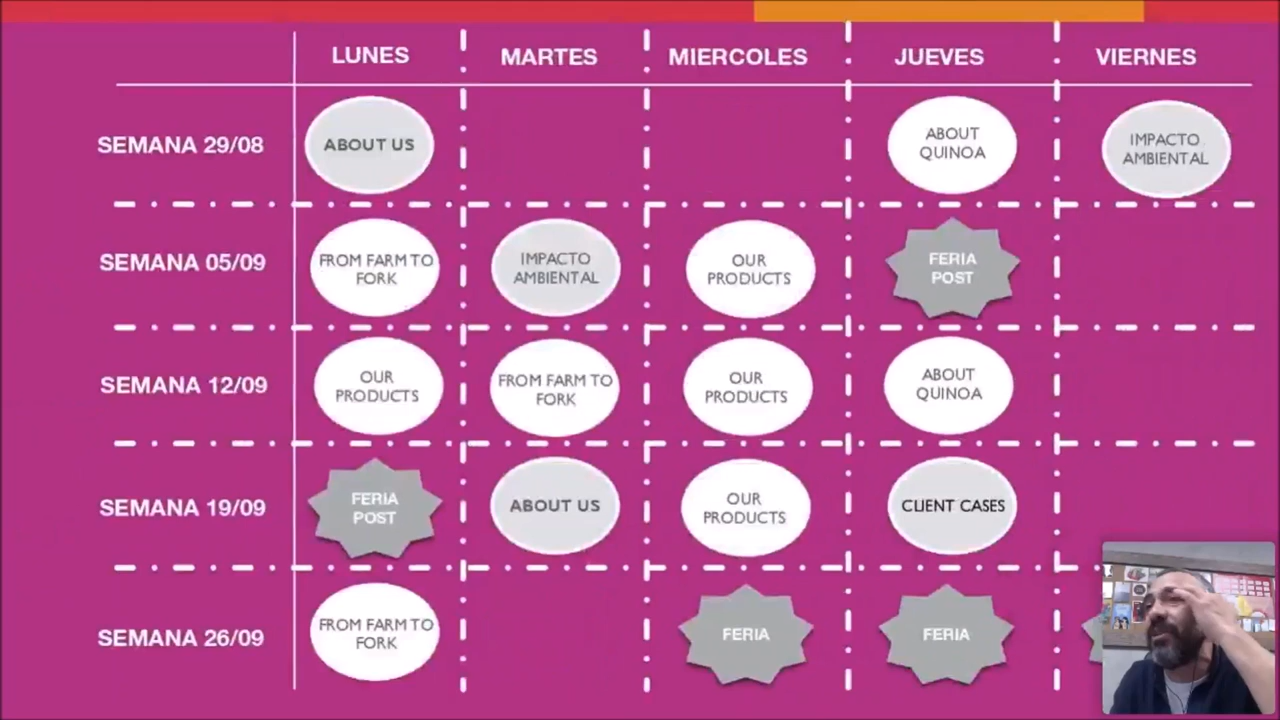 LUNES MARTES MIERCOLES JUEVES VIERNES
SEMANA 29/08
ABOUT US
ABOUT
QUINOA
IMPACTO
AMBIENTAL
SEMANA 05/09
FROM FARM TO
FORK
IMPACTO
AMBIENTAL
OUR
PRODUCTS
FERIA
POST
SEMANA 12/09
OUR
PRODUCTS
FROM FARM TO
FORK
OUR
PRODUCTS
ABOUT
QUINOA
SEMANA 19/09
FERIA
POST
ABOUT US
OUR
PRODUCTS
CLIENT CASES
SEMANA 26/09
FROM FARM TO
FORK
FERIA
FERIA